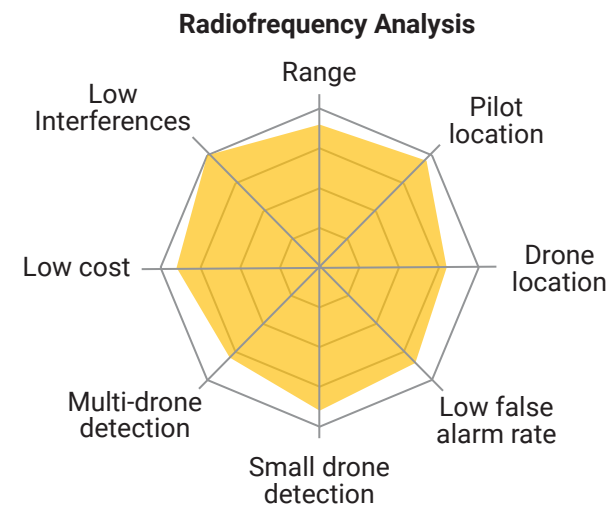 Radiofrequency Analysis
Range
Low
Interferences
Pilot
location
Low cost
Drone
location
Multi-drone
detection
Low false
alarm rate
Small drone
detection